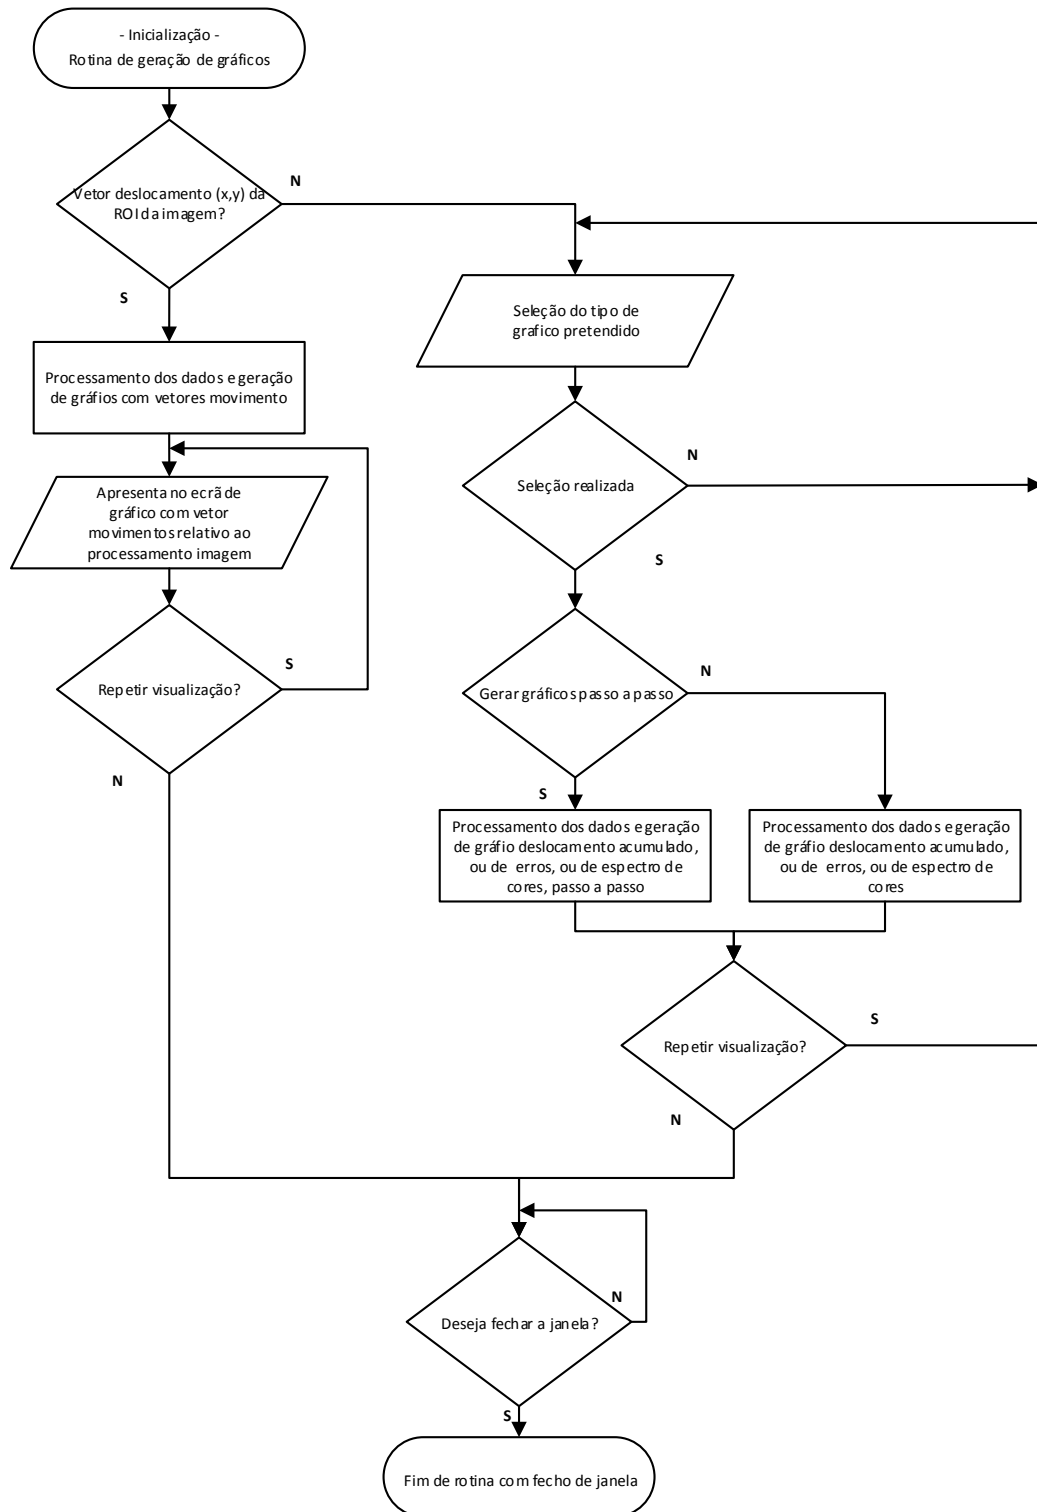 - Inicialização -
Rotina de geração de gráficos
Vetor deslocamento (x,y) da
ROI da imagem?
N
S
Processamento dos dados e geração
de gráfios com vetores movimento
Apresenta no ecrã de
gráfico com vetor
movimentos relativo ao
processamento imagem
Repetir visualização?
S
N
Seleção do tipo de
grafico pretendido
Seleção realizada
N
S
Gerar gráficos passo a passo
N
S
Processamento dos dados e geração
de gráfio deslocamento acumulado,
ou de erros, ou de espectro de
cores, passo a passo
Processamento dos dados e geração
de gráfio deslocamento acumulado,
ou de erros, ou de espectro de
cores
Repetir visualização?
S
N
Deseja fechar a janela?
N
S
Fim de rotina com fecho de janela